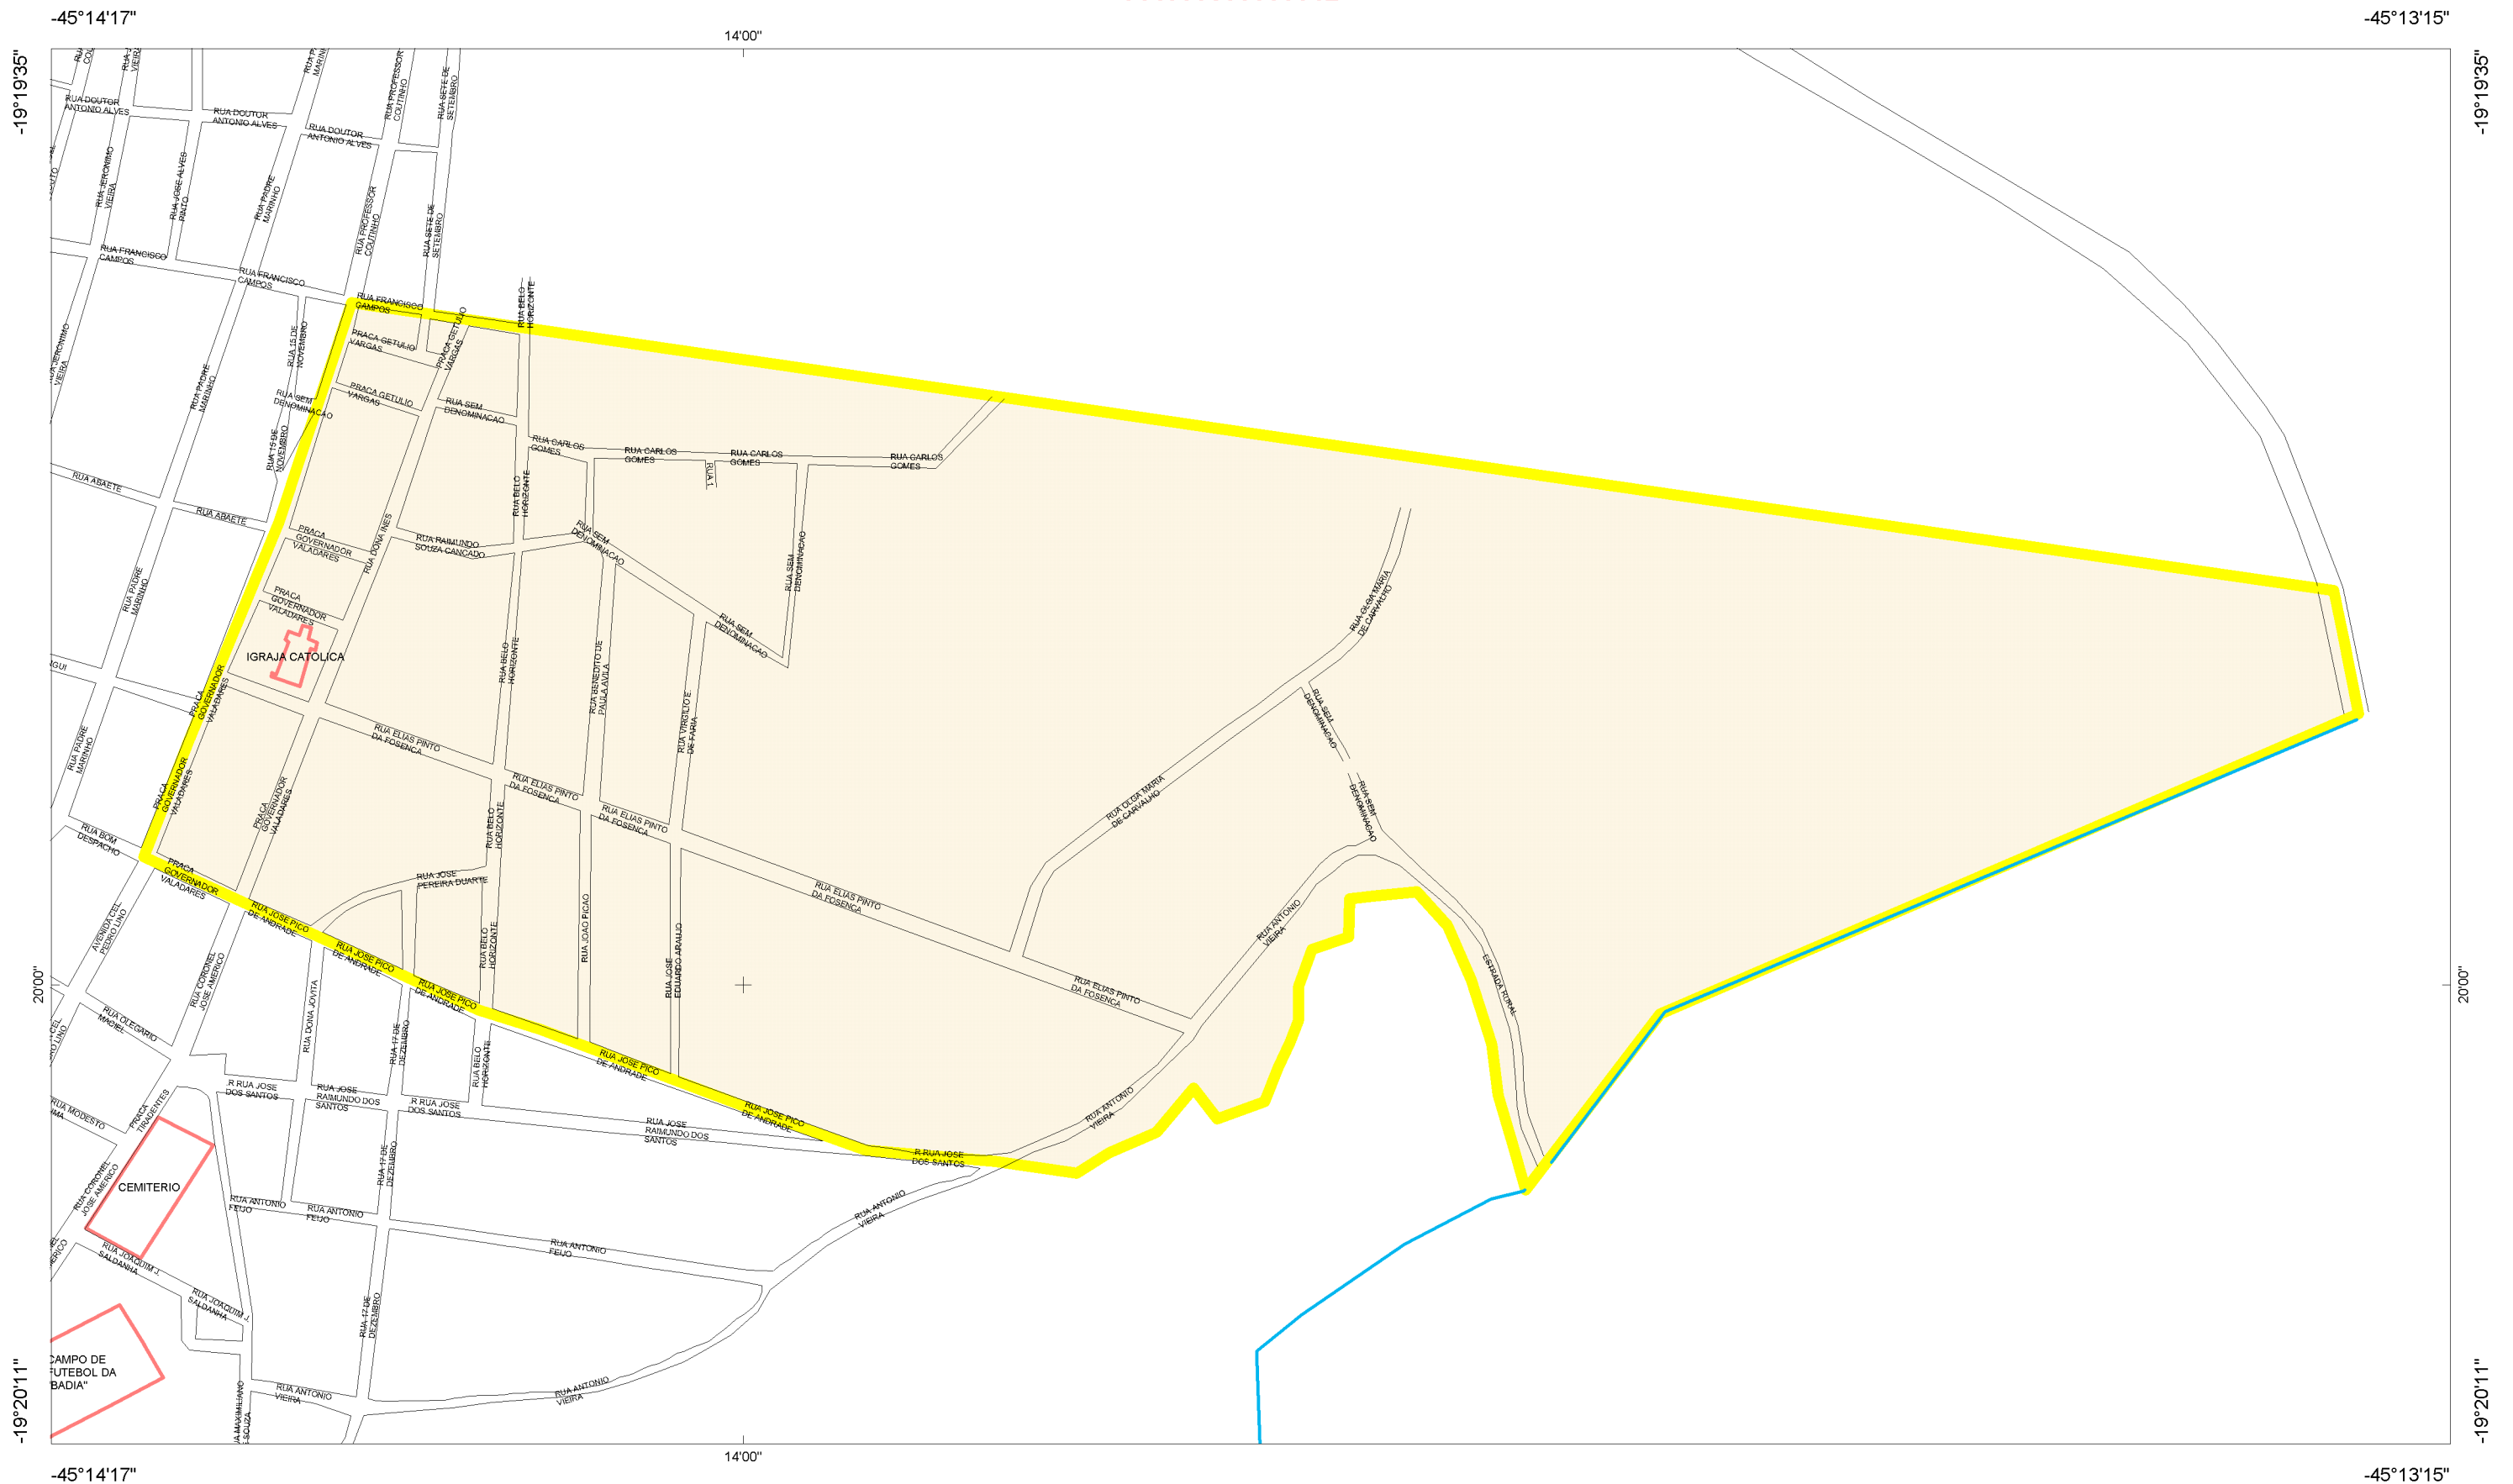 -45°14'17"
-45°13'15"
14'00"
-19°19'35"
-19°19'35"
RUA PROFESSOR
COUTINHO
RUA SETE DE
SETEMBRO
RUA DOUTOR
ANTONIO ALVES
RUA DOUTOR
ANTONIO ALVES
RUA DOUTOR
ANTONIO ALVES
RUA JERONIMO
VIEIRA
RUA JOSE ALVES
PINTO
RUA PADRE
MARINHO
RUA PROFESSOR
COUTINHO
RUA SETE DE
SETEMBRO
RUA FRANCISCO
CAMPOS
RUA FRANCISCO
CAMPOS
RUA FRANCISCO
CAMPOS
RUA BELO
HORIZONTE
RUA JERONIMO
VIEIRA
RUA 15 DE
NOVEMBRO
PRACA GETULIO
VARGAS
PRACA GETULIO
VARGAS
RUA PADRE
MARINHO
PRACA GETULIO
VARGAS
RUA SEM
DENOMINACAO
RUA SEM
DENOMINACAO
RUA 15 DE
NOVEMBRO
RUA CARLOS
GOMES
RUA CARLOS
GOMES
RUA CARLOS
GOMES
RUA CARLOS
GOMES
RUA 1
RUA ABAETE
RUA ABAETE
RUA BELO
HORIZONTE
PRACA
GOVERNADOR
VALADARES
RUA DONA INES
RUA RAIMUNDO
SOUZA CANCADO
RUA SEM
DENOMINACAO
RUA SEM
DENOMINACAO
RUA PADRE
MARINHO
PRACA
GOVERNADOR
VALADARES
RUA OLGA MARIA
DE CARVALHO
IGRAJA CATOLICA
RUA BELO
HORIZONTE
RUA BENEDITO DE
PAULA AVILA
RUA SEM
DENOMINACAO
RUA VIRGILIO E.
DE FARIA
PRACA
GOVERNADOR
VALADARES
RUA SEM
DENOMINACAO
RUA PADRE
MARINHO
RUA ELIAS PINTO
DA FOSENCA
PRACA
GOVERNADOR
VALADARES
PRACA
GOVERNADOR
VALADARES
RUA ELIAS PINTO
DA FOSENCA
RUA ELIAS PINTO
DA FOSENCA
RUA BELO
HORIZONTE
RUA OLGA MARIA
DE CARVALHO
RUA SEM
DENOMINACAO
RUA BOM
DESPACHO
PRACA
GOVERNADOR
VALADARES
RUA JOSE
PEREIRA DUARTE
RUA ELIAS PINTO
DA FOSENCA
AVENIDA CEL
PEDRO LINO
RUA JOSE PICO
DE ANDRADE
RUA JOSE PICO
DE ANDRADE
RUA JOSE PICO
DE ANDRADE
RUA BELO
HORIZONTE
RUA JOAO PICAO
RUA JOSE
EDUARDO ARAUJO
RUA ANTONIO
VIEIRA
RUA ELIAS PINTO
DA FOSENCA
ESTRADA RURAL
20'00"
20'00"
RUA CORONEL
JOSE AMERICO
RUA OLEGARIO
MACIEL
RUA DONA JOVITA
RUA 17 DE
DEZEMBRO
RUA BELO
HORIZONTE
RUA JOSE PICO
DE ANDRADE
RUA JOSE PICO
DE ANDRADE
R RUA JOSE
DOS SANTOS
RUA JOSE
RAIMUNDO DOS
SANTOS
R RUA JOSE
DOS SANTOS
RUA JOSE
RAIMUNDO DOS
SANTOS
R RUA JOSE
DOS SANTOS
RUA ANTONIO
VIEIRA
RUA MODESTO
PRACA
TIRADENTES
RUA CORONEL
JOSE AMERICO
CEMITERIO
RUA 17 DE
DEZEMBRO
RUA ANTONIO
FEIJO
RUA ANTONIO
FEIJO
RUA ANTONIO
FEIJO
RUA ANTONIO
VIEIRA
RUA JOAQUIM J.
SALDANHA
RUA JOAQUIM J.
SALDANHA
RUA 17 DE
DEZEMBRO
CAMPO DE
FUTEBOL DA
"BADIA"
RUA ANTONIO
VIEIRA
RUA ANTONIO
VIEIRA
-19°20'11"
-19°20'11"
14'00"
-45°14'17"
-45°13'15"